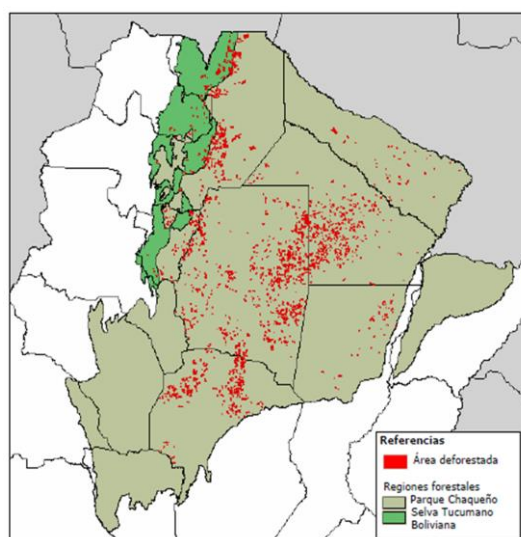 Referencias
Área deforestada
Regiones forestales
Parque Chaqueño
Selva Tucumano
Boliviana